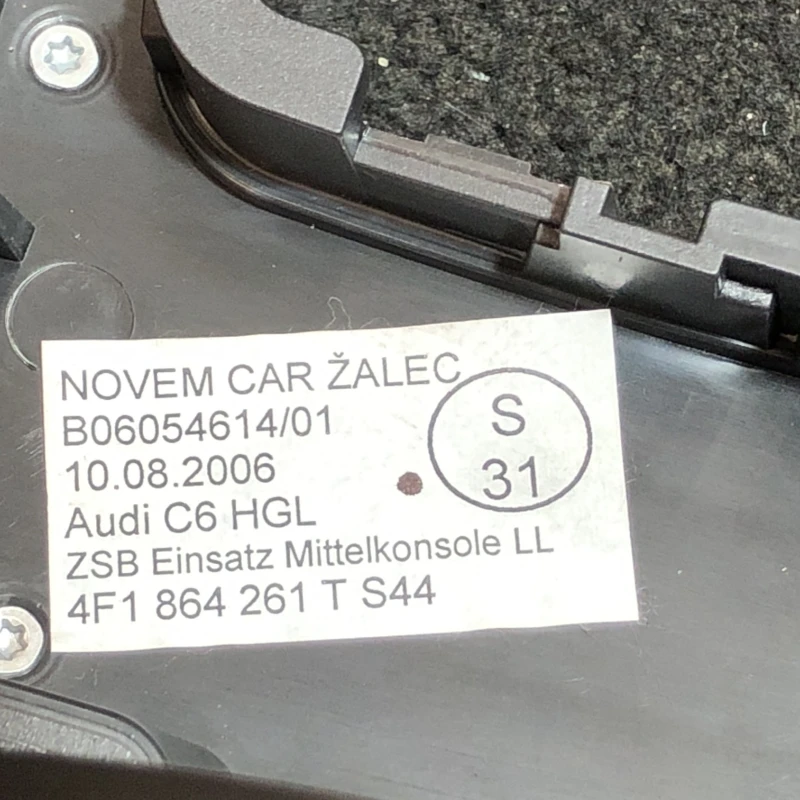 NOVEM CAR ŽALEC
B06054614/01
10.08.2006
Audi C6 HGL
ZSB Einsatz Mittelkonsole LL
4F1 864 261 T S44
S
31